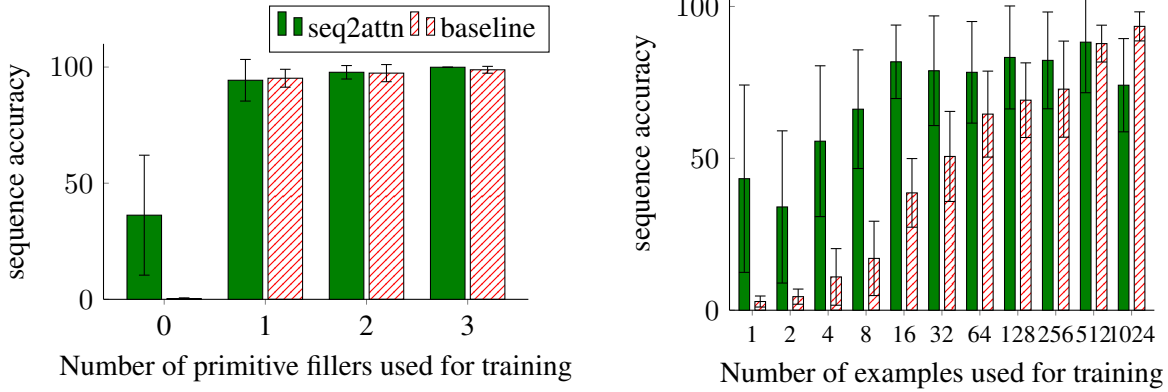 seq2attn baseline
sequence accuracy
100
50
0
0 1 2 3
Number of primitive fillers used for training
sequence accuracy
100
50
0
1 2 4 8 16 32 64 128 256 512 1024
Number of examples used for training